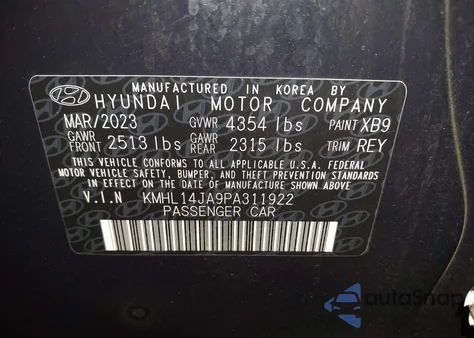 MANUFACTURED IN KOREA BY
HYUNDAI MOTOR COMPANY
MAR/2023 GVWR 4354 lbs PAINT XB9
GAWR FRONT 2513 lbs GAWR REAR 2315 lbs TRIM REY
THIS VEHICLE CONFORMS TO ALL APPLICABLE U.S.A. FEDERAL
MOTOR VEHICLE SAFETY, BUMPER, AND THEFT PREVENTION STANDARDS
IN EFFECT ON THE DATE OF MANUFACTURE SHOWN ABOVE.
V.I.N KMHL14JA9PA311922
PASSENGER CAR
autoSnap